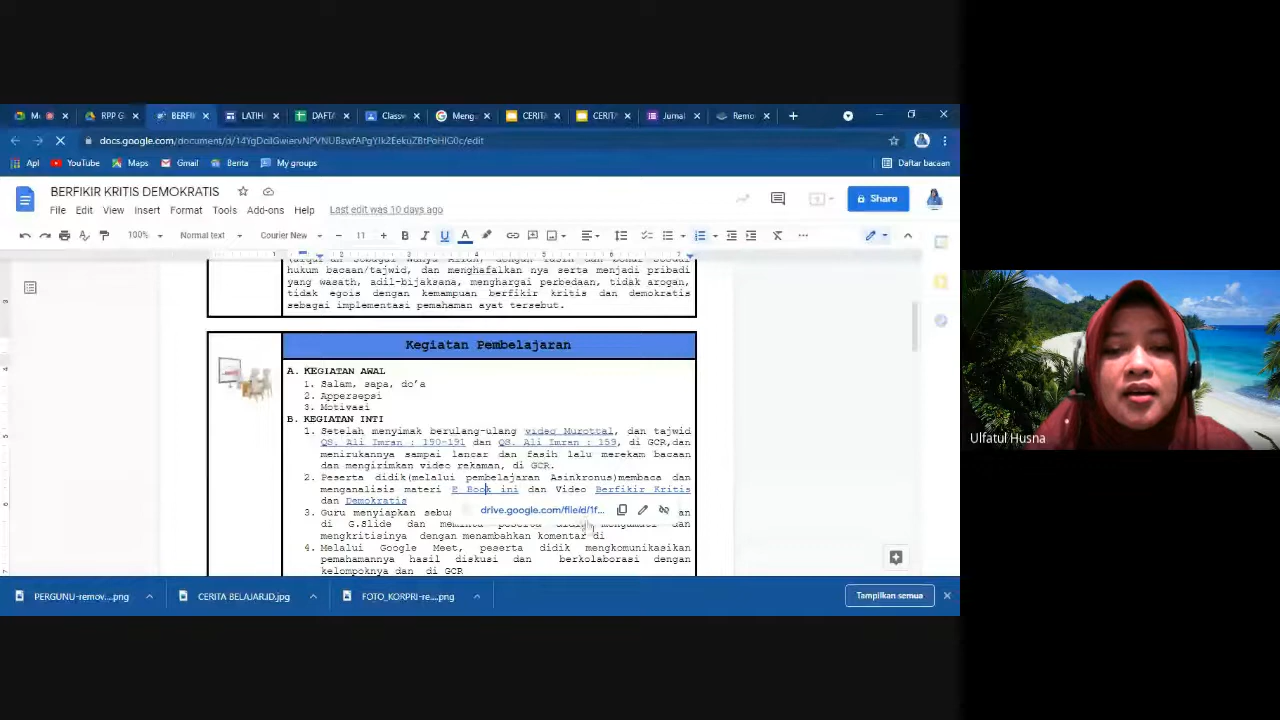 M
RPP G
BERFI
LATIH
DAFTA
Classw
Meng
CERIT
CERIT
Jurnal
Remo
docs.google.com/document/d/
/edit
Apl
YouTube
Maps
Gmail
Berita
My groups
Daftar bacaan
BERFIKIR KRITIS DEMOKRATIS
File Edit View Insert Format Tools Add-ons Help Last edit was 10 days ago
Share
100% Normal text Courier New 11
hukum bacaan/tajwid, dan menghafalkan nya serta menjadi pribadi
yang wasath, adil-bijaksana, menghargai perbedaan, tidak arogan,
tidak egois dengan kemampuan berfikir kritis dan demokratis
sebagai implementasi pemahaman ayat tersebut.
Kegiatan Pembelajaran
A. KEGIATAN AWAL
1. Salam, sapa, do'a
2. Appersepsi
3. Motivasi
B. KEGIATAN INTI
1. Setelah menyimak berulang-ulang video Murottal, dan tajwid
QS. Ali Imran : 190-191 dan QS. Ali Imran : 159, di GCR,dan
menirukannya sampai lancar dan fasih lalu merekam bacaan
dan mengirimkan video rekaman, di GCR.
2. Peserta didik(melalui pembelajaran Asinkronus)membaca dan
menganalisis materi E Book ini dan Video Berfikir Kritis
dan Demokratis
drive.google.com/file/d/1f...
3. Guru menyiapkan sebu
di G.Slide dan meminta peserta didik mengamati dan
mengkritisinya dengan menambahkan komentar di
4. Melalui Google Meet, peserta didik mengkomunikasikan
pemahamannya hasil diskusi dan berkolaborasi dengan
kelompoknya dan di GCR
PERGUNU-remov....png
CERITA BELAJAR.ID.jpg
FOTO_KORPRI-re....png
Tampilkan semua
Ulfatul Husna